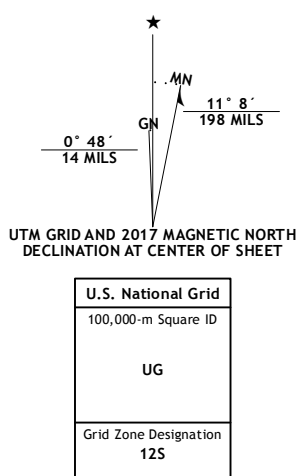 ★
MN
GN
11° 8´
198 MILS
0° 48´
14 MILS
UTM GRID AND 2017 MAGNETIC NORTH
DECLINATION AT CENTER OF SHEET
U.S. National Grid
100,000-m Square ID
UG
Grid Zone Designation
12S